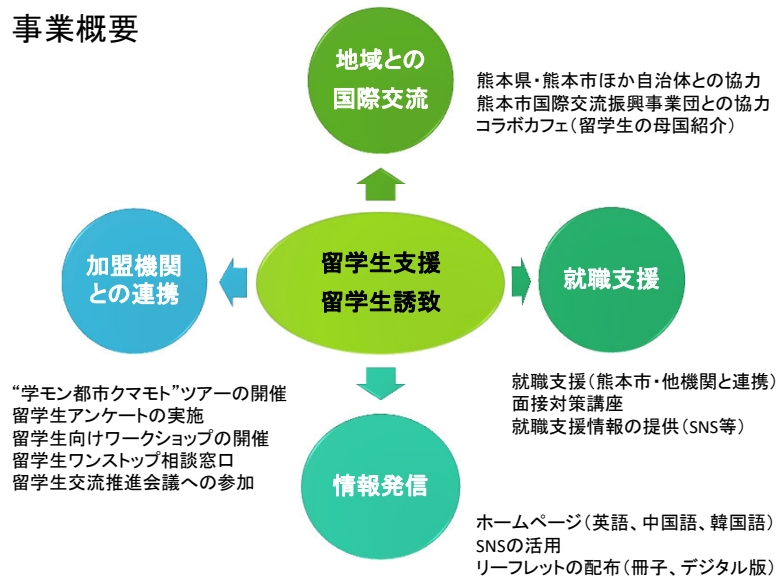 事業概要
地域との
国際交流
熊本県・熊本市ほか自治体との協力
熊本市国際交流振興事業団との協力
コラボカフェ（留学生の母国紹介）
加盟機関
との連携
留学生支援
留学生誘致
就職支援
“学モン都市クマモト”ツアーの開催
留学生アンケートの実施
留学生向けワークショップの開催
留学生ワンストップ相談窓口
留学生交流推進会議への参加
就職支援（熊本市・他機関と連携）
面接対策講座
就職支援情報の提供（SNS等）
情報発信
ホームページ（英語、中国語、韓国語）
SNSの活用
リーフレットの配布（冊子、デジタル版）